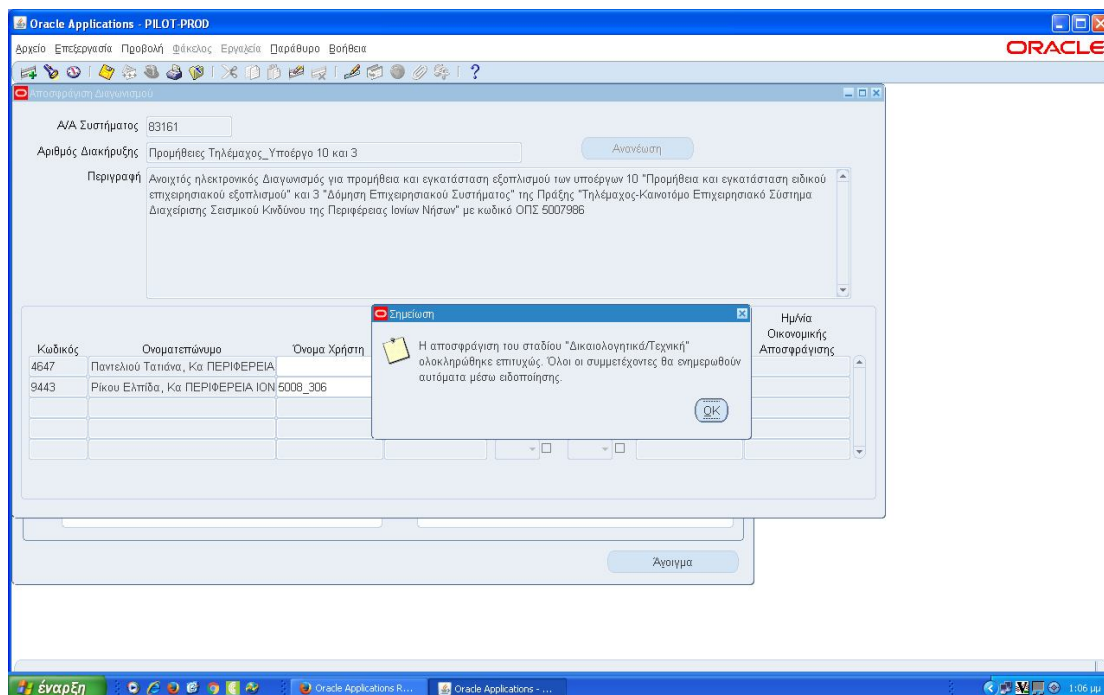 Oracle Applications - PILOT-PROD
Αρχείο Επεξεργασία Προβολή Φάκελος Εργαλεία Παράθυρο Βοήθεια
ORACLE
Αποσφράγιση Διαγωνισμού
Α/Α Συστήματος 83161
Αριθμός Διακήρυξης Προμήθειες Τηλέμαχος_Υποέργο 10 και 3
Ανανέωση
Περιγραφή Ανοιχτός ηλεκτρονικός Διαγωνισμός για προμήθεια και εγκατάσταση εξοπλισμού των υποέργων 10 "Προμήθεια και εγκατάσταση ειδικού
επιχειρησιακού εξοπλισμού" και 3 "Δόμηση Επιχειρησιακού Συστήματος" της Πράξης "Τηλέμαχος-Καινοτόμο Επιχειρησιακό Σύστημα
Διαχείρισης Σεισμικού Κινδύνου της Περιφέρειας Ιονίων Νήσων" με κωδικό ΟΠΣ 5007986
Σημείωση
Η αποσφράγιση του σταδίου "Δικαιολογητικά/Τεχνική"
ολοκληρώθηκε επιτυχώς. Όλοι οι συμμετέχοντες θα ενημερωθούν
αυτόματα μέσω ειδοποίησης.
OK
Ημ/νία
Οικονομικής
Αποσφράγισης
Κωδικός Ονοματεπώνυμο Όνομα Χρήστη
4647 Παντελιού Τατιάνα, Κα ΠΕΡΙΦΕΡΕΙΑ
9443 Ρίκου Ελπίδα, Κα ΠΕΡΙΦΕΡΕΙΑ ΙΟΝ 5008_306
Άνοιγμα
έναρξη
Oracle Applications R...
Oracle Applications - ...
1:06 μμ